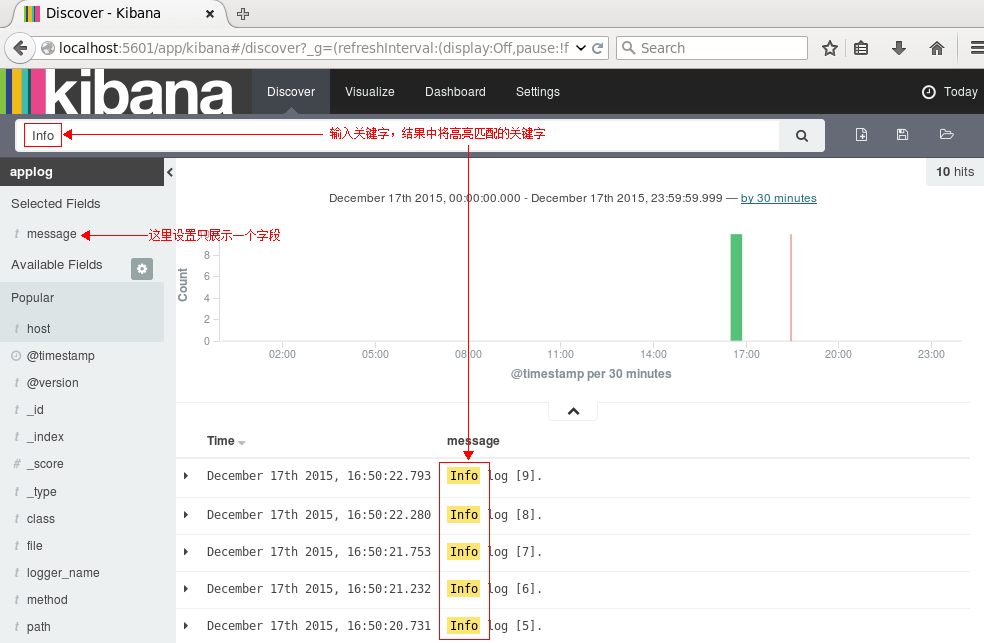 Discover - Kibana
localhost:5601/app/kibana#/discover?_g=(refreshInterval:(display:Off,pause:!f
Search
kibana
Discover
Visualize
Dashboard
Settings
Today
Info
输入关键字，结果中将高亮匹配的关键字
applog
10 hits
Selected Fields
December 17th 2015, 00:00:00.000 - December 17th 2015, 23:59:59.999 — by 30 minutes
t message
这里设置只展示一个字段
Available Fields
Popular
t host
@timestamp
t @version
t _id
t _index
# _score
t _type
t class
t file
t logger_name
t method
t path
Count
8
6
4
2
0
02:00
05:00
08:00
11:00
14:00
17:00
20:00
23:00
@timestamp per 30 minutes
Time
message
December 17th 2015, 16:50:22.793 Info log [9].
December 17th 2015, 16:50:22.280 Info log [8].
December 17th 2015, 16:50:21.753 Info log [7].
December 17th 2015, 16:50:21.232 Info log [6].
December 17th 2015, 16:50:20.731 Info log [5].